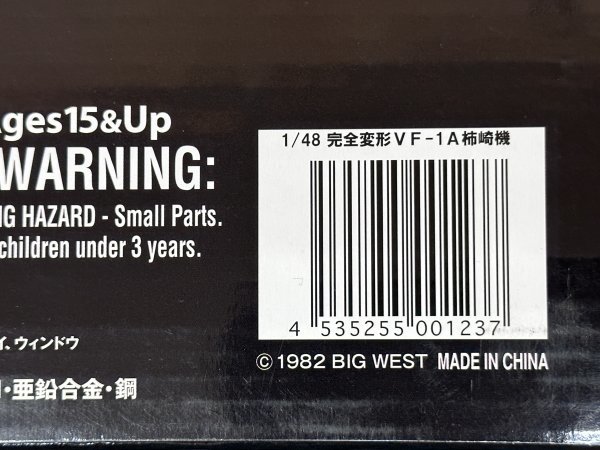 Ages15&Up
WARNING:
HAZARD - Small Parts.
children under 3 years.
1/48 完全変形VF-1A柿崎機
4 535255 001237
イ、ウィンドウ
・亜鉛合金・鋼
© 1982 BIG WEST MADE IN CHINA